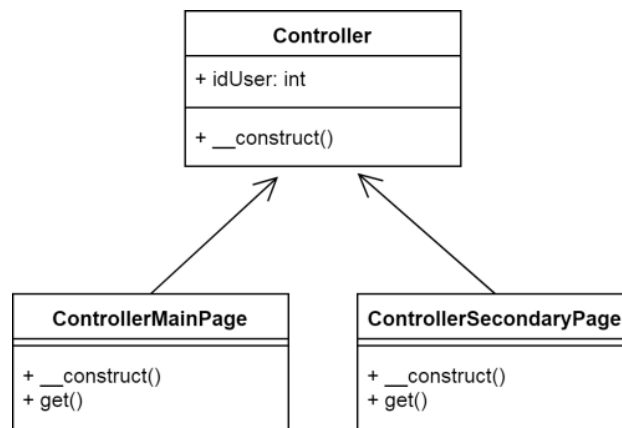 Controller
+ idUser: int
+ __construct()
ControllerMainPage
+ __construct()
+ get()
ControllerSecondaryPage
+ __construct()
+ get()